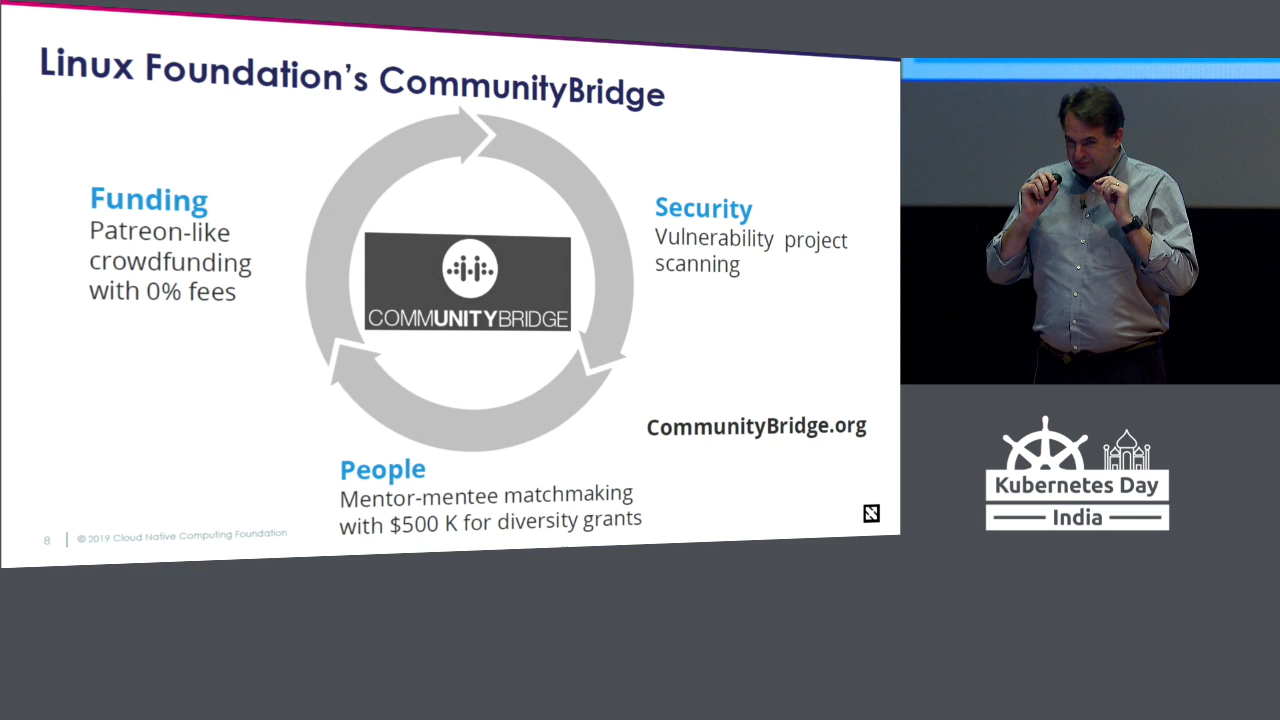 Linux Foundation's CommunityBridge
Funding
Patreon-like
crowdfunding
with 0% fees
Security
Vulnerability project
scanning
COMMUNITYBRIDGE
CommunityBridge.org
People
Mentor-mentee matchmaking
with $500 K for diversity grants
8
© 2019 Cloud Native Computing Foundation
Kubernetes Day
India